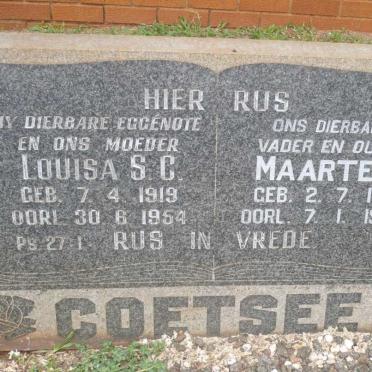 HIER RUS
MY DIERBARE EGGENOTE
EN ONS MOEDER
LOUISA S.C.
GEB. 7.4.1919
OORL. 30.6.1954
PS. 27:1.
ONS DIERBA
VADER EN OU
MAARTE
GEB. 2.7.1
OORL. 7.1.1
RUS IN VREDE
COETSEE